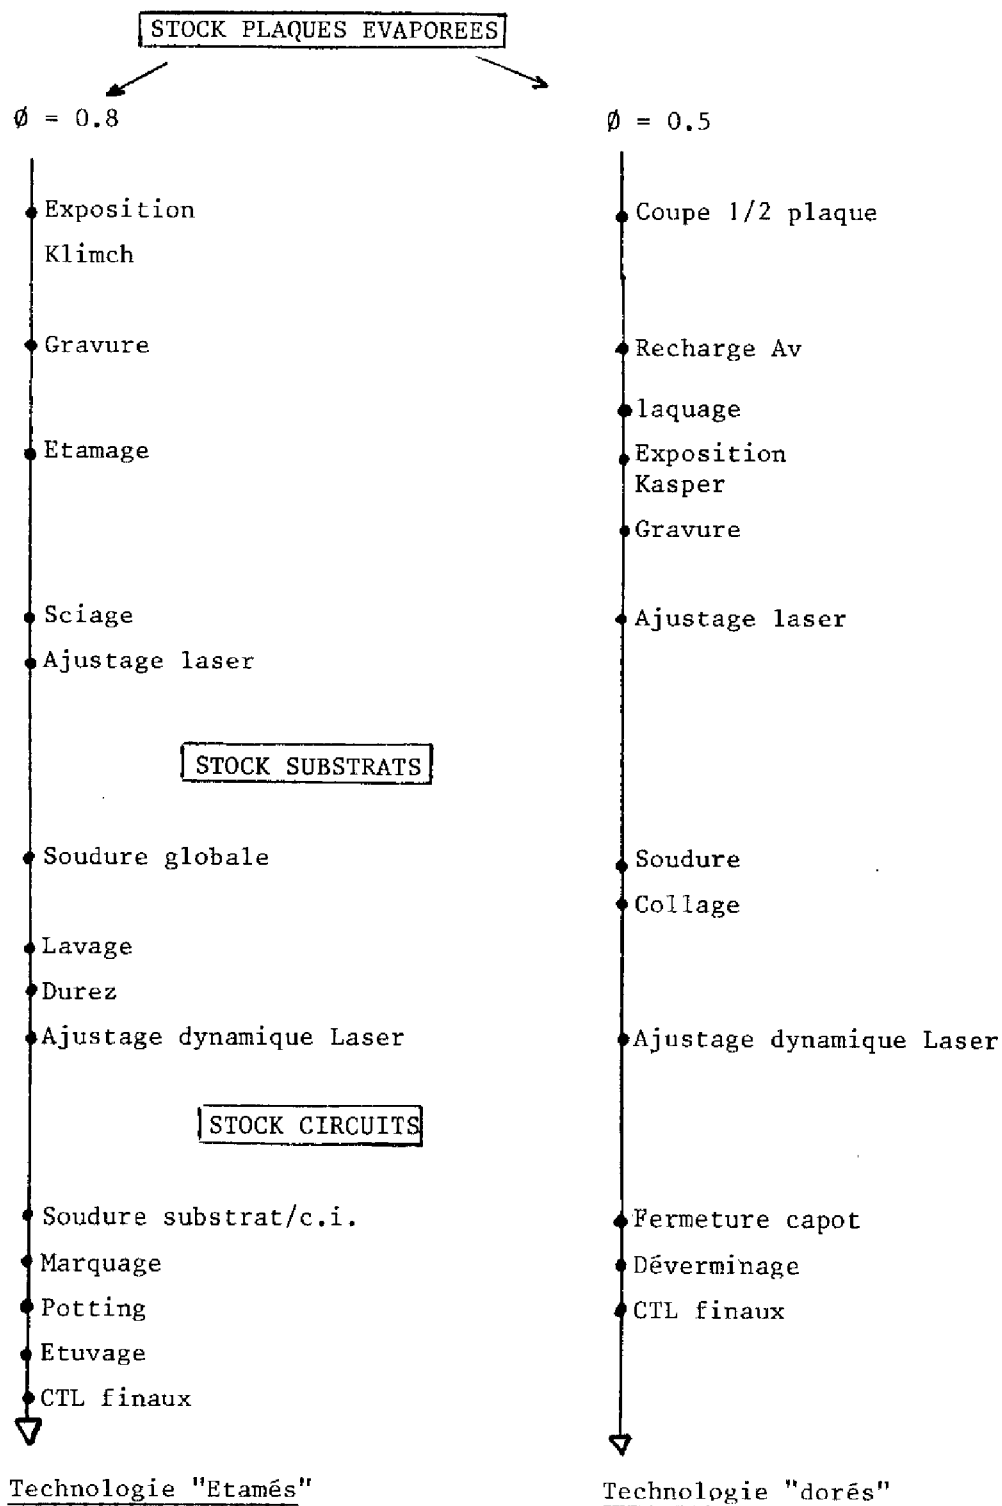 STOCK PLAQUES EVAPOREES
Ø = 0.8
Exposition
Klimch
Gravure
Etamage
Sciage
Ajustage laser
STOCK SUBSTRATS
Soudure globale
Lavage
Durez
Ajustage dynamique Laser
STOCK CIRCUITS
Soudure substrat/c.i.
Marquage
Potting
Etuvage
CTL finaux
Technologie "Etamés"
Ø = 0.5
Coupe 1/2 plaque
Recharge Av
laquage
Exposition
Kasper
Gravure
Ajustage laser
Soudure
Collage
Ajustage dynamique Laser
Fermeture capot
Déverminage
CTL finaux
Technologie "dorés"